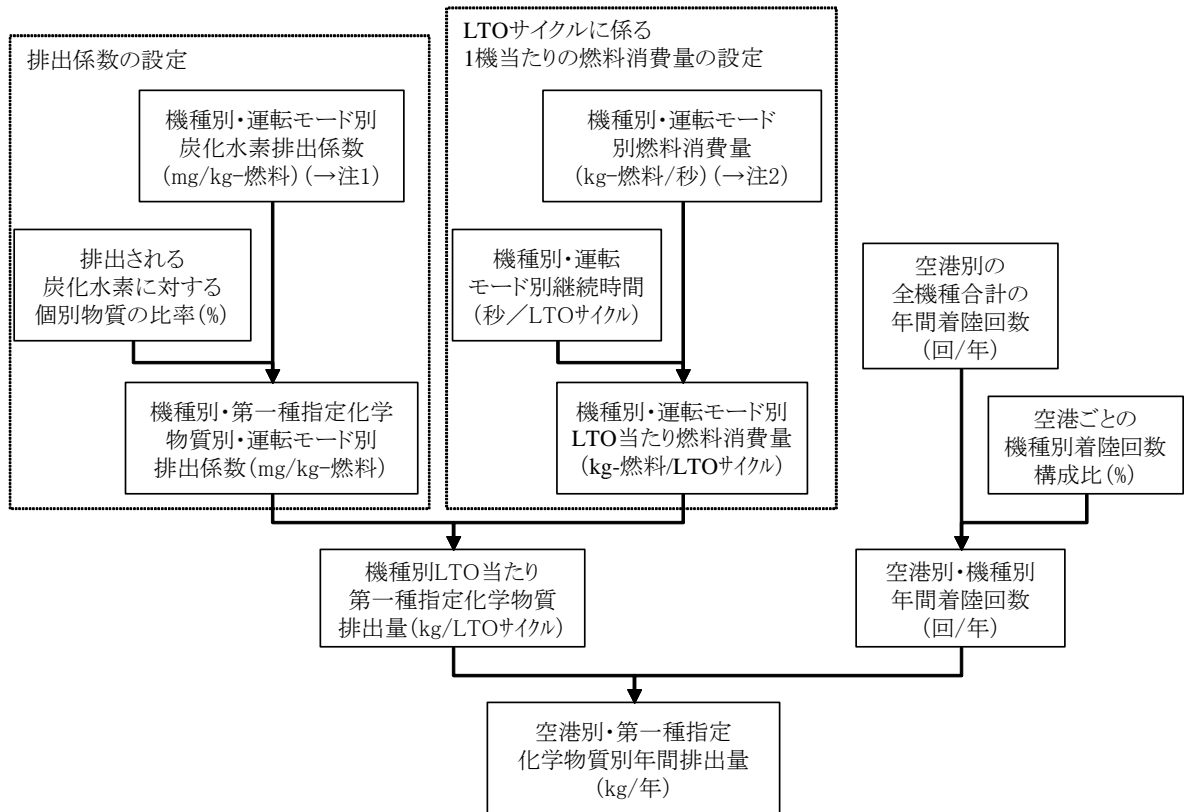 排出係数の設定
機種別・運転モード別
炭化水素排出係数
(mg/kg-燃料)(→注1)
排出される
炭化水素に対する
個別物質の比率(%)
機種別・第一種指定化学
物質別・運転モード別
排出係数(mg/kg-燃料)
LTOサイクルに係る
1機当たりの燃料消費量の設定
機種別・運転モード
別燃料消費量
(kg-燃料/秒)(→注2)
機種別・運転
モード別継続時間
(秒／LTOサイクル)
機種別・運転モード別
LTO当たり燃料消費量
(kg-燃料/LTOサイクル)
空港別の
全機種合計の
年間着陸回数
(回/年)
空港ごとの
機種別着陸回数
構成比(%)
機種別LTO当たり
第一種指定化学物質
排出量(kg/LTOサイクル)
空港別・機種別
年間着陸回数
(回/年)
空港別・第一種指定
化学物質別年間排出量
(kg/年)